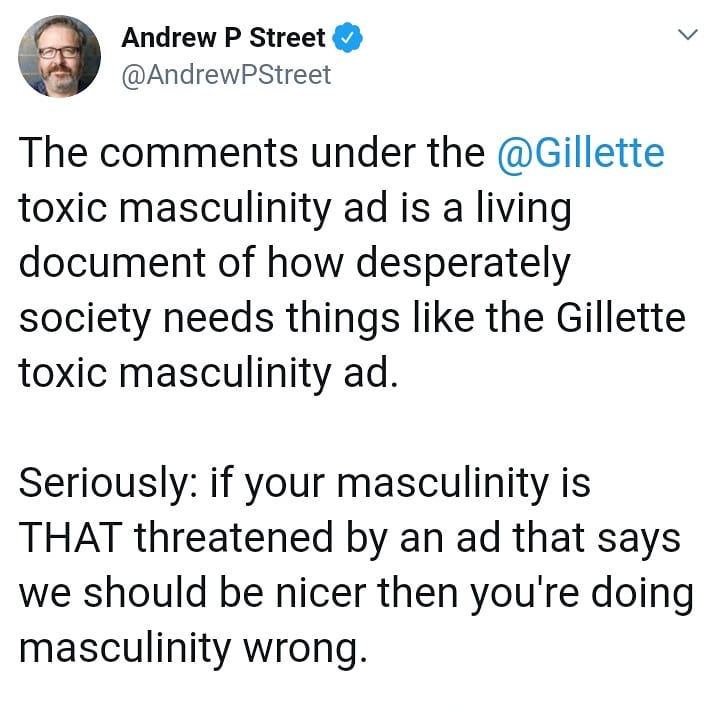 Andrew P Street
@AndrewPStreet
The comments under the @Gillette
toxic masculinity ad is a living
document of how desperately
society needs things like the Gillette
toxic masculinity ad.
Seriously: if your masculinity is
THAT threatened by an ad that says
we should be nicer then you're doing
masculinity wrong.